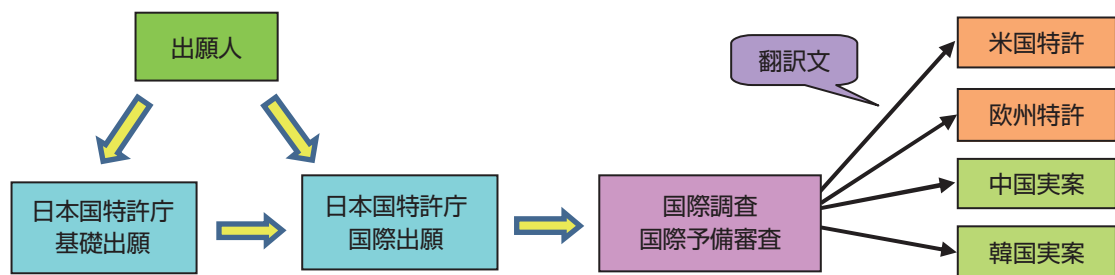 出願人
翻訳文
米国特許
欧州特許
中国実案
韓国実案
日本国特許庁
基礎出願
日本国特許庁
国際出願
国際調査
国際予備審査